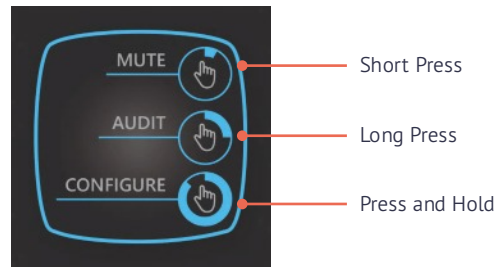 MUTE
Short Press
AUDIT
Long Press
CONFIGURE
Press and Hold